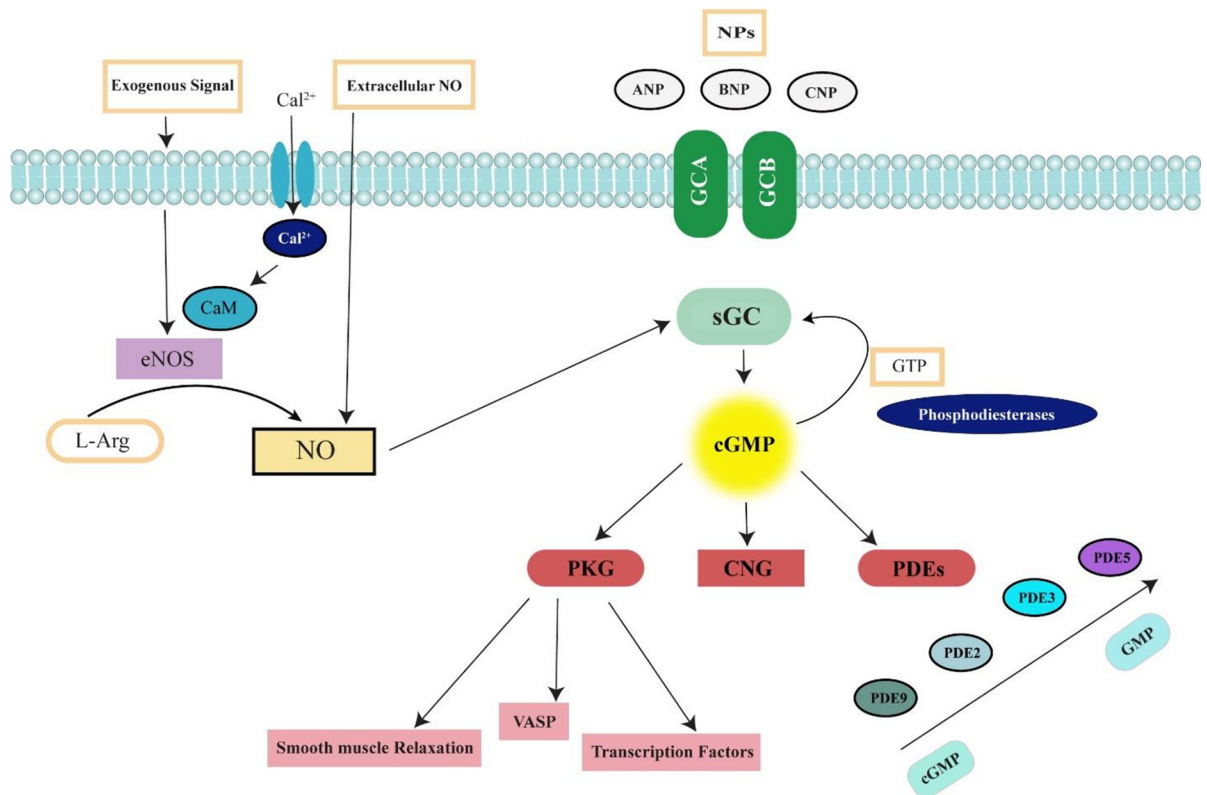 NPs
ANP
BNP
CNP
Exogenous Signal
Cal²⁺
Extracellular NO
GCA
GCB
Cal²⁺
CaM
eNOS
L-Arg
NO
sGC
GTP
Phosphodiesterases
cGMP
PKG
CNG
PDEs
PDE5
PDE3
PDE2
PDE9
GMP
cGMP
Smooth muscle Relaxation
VASP
Transcription Factors